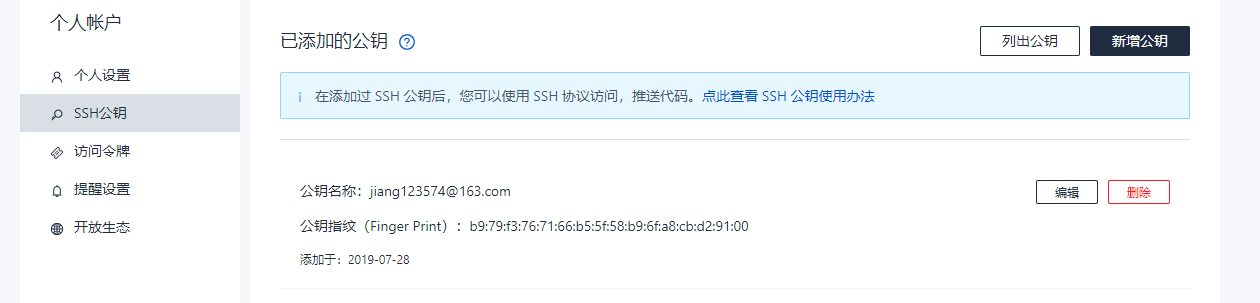 个人帐户
个人设置
SSH公钥
访问令牌
提醒设置
开放生态
已添加的公钥 ?
列出公钥
新增公钥
i 在添加过 SSH 公钥后，您可以使用 SSH 协议访问，推送代码。点此查看 SSH 公钥使用办法
公钥名称：jiang123574@163.com
编辑
删除
公钥指纹（Finger Print）：b9:79:f3:76:71:66:b5:5f:58:b9:6f:a8:cb:d2:91:00
添加于：2019-07-28